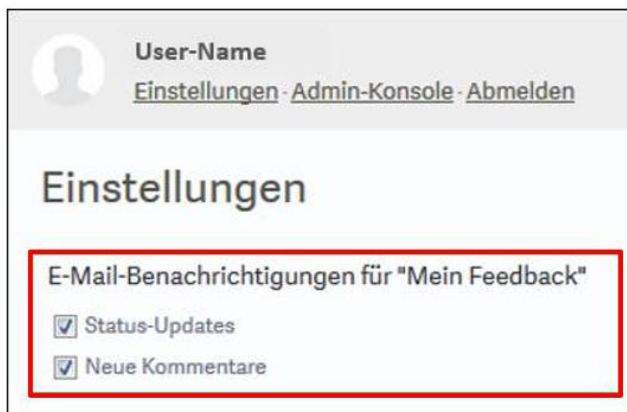 User-Name
Einstellungen - Admin-Konsole - Abmelden
Einstellungen
E-Mail-Benachrichtigungen für "Mein Feedback"
Status-Updates
Neue Kommentare